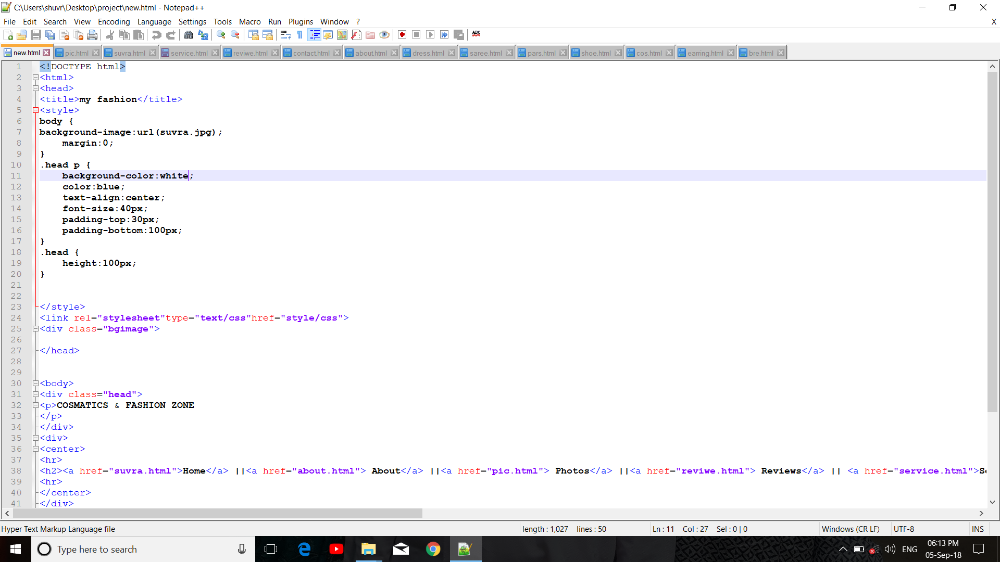 C:\Users\shuvr\Desktop\project\new.html - Notepad++
File Edit Search View Encoding Language Settings Tools Macro Run Plugins Window ? X
ABC
new.html pic.html suvra.html service.html reviwe.html contact.html about.html dress.html saree.html pars.html shoe.html cos.html earring.html bre.html
1 <!DOCTYPE html>
2 <html>
3 <head>
4 <title>my fashion</title>
5 <style>
6 body {
7 background-image:url(suvra.jpg);
8 margin:0;
9 }
10 .head p {
11 background-color:white;
12 color:blue;
13 text-align:center;
14 font-size:40px;
15 padding-top:30px;
16 padding-bottom:100px;
17 }
18 .head {
19 height:100px;
20 }
21
22
23 </style>
24 <link rel="stylesheet"type="text/css"href="style/css">
25 <div class="bgimage">
26
27 </head>
28
29
30 <body>
31 <div class="head">
32 <p>COSMATICS & FASHION ZONE
33 </p>
34 </div>
35 <div>
36 <center>
37 <hr>
38 <h2><a href="suvra.html">Home</a> ||<a href="about.html"> About</a> ||<a href="pic.html"> Photos</a> ||<a href="reviwe.html"> Reviews</a> || <a href="service.html">Se
39 <hr>
40 </center>
41 </div>
Hyper Text Markup Language file length : 1,027 lines : 50 Ln : 11 Col : 27 Sel : 0 | 0 Windows (CR LF) UTF-8 INS
Type here to search ENG 06:13 PM
05-Sep-18